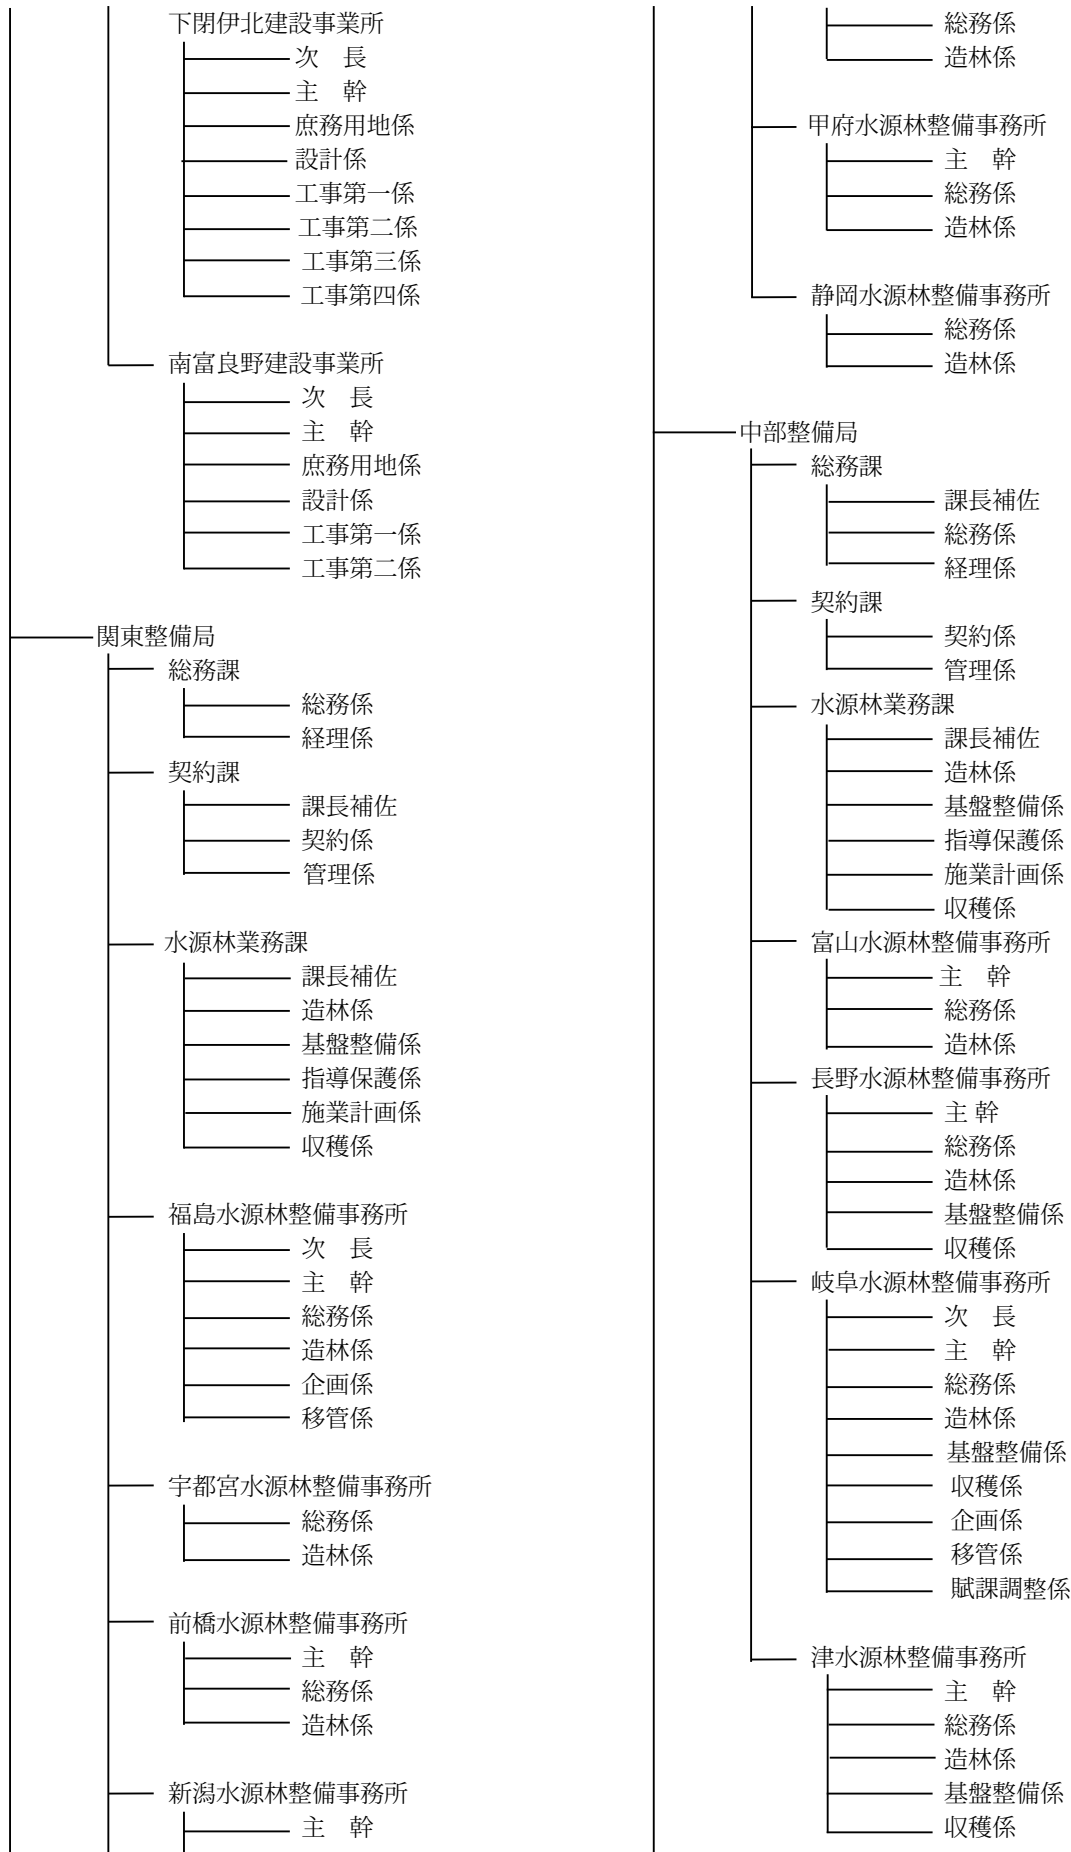 下閉伊北建設事業所
次　長
主　幹
庶務用地係
設計係
工事第一係
工事第二係
工事第三係
工事第四係
南富良野建設事業所
次　長
主　幹
庶務用地係
設計係
工事第一係
工事第二係
関東整備局
総務課
総務係
経理係
契約課
課長補佐
契約係
管理係
水源林業務課
課長補佐
造林係
基盤整備係
指導保護係
施業計画係
収穫係
福島水源林整備事務所
次　長
主　幹
総務係
造林係
企画係
移管係
宇都宮水源林整備事務所
総務係
造林係
前橋水源林整備事務所
主　幹
総務係
造林係
新潟水源林整備事務所
主　幹
総務係
造林係
甲府水源林整備事務所
主　幹
総務係
造林係
静岡水源林整備事務所
総務係
造林係
中部整備局
総務課
課長補佐
総務係
経理係
契約課
契約係
管理係
水源林業務課
課長補佐
造林係
基盤整備係
指導保護係
施業計画係
収穫係
富山水源林整備事務所
主　幹
総務係
造林係
長野水源林整備事務所
主 幹
総務係
造林係
基盤整備係
収穫係
岐阜水源林整備事務所
次　長
主　幹
総務係
造林係
基盤整備係
収穫係
企画係
移管係
賦課調整係
津水源林整備事務所
主　幹
総務係
造林係
基盤整備係
収穫係